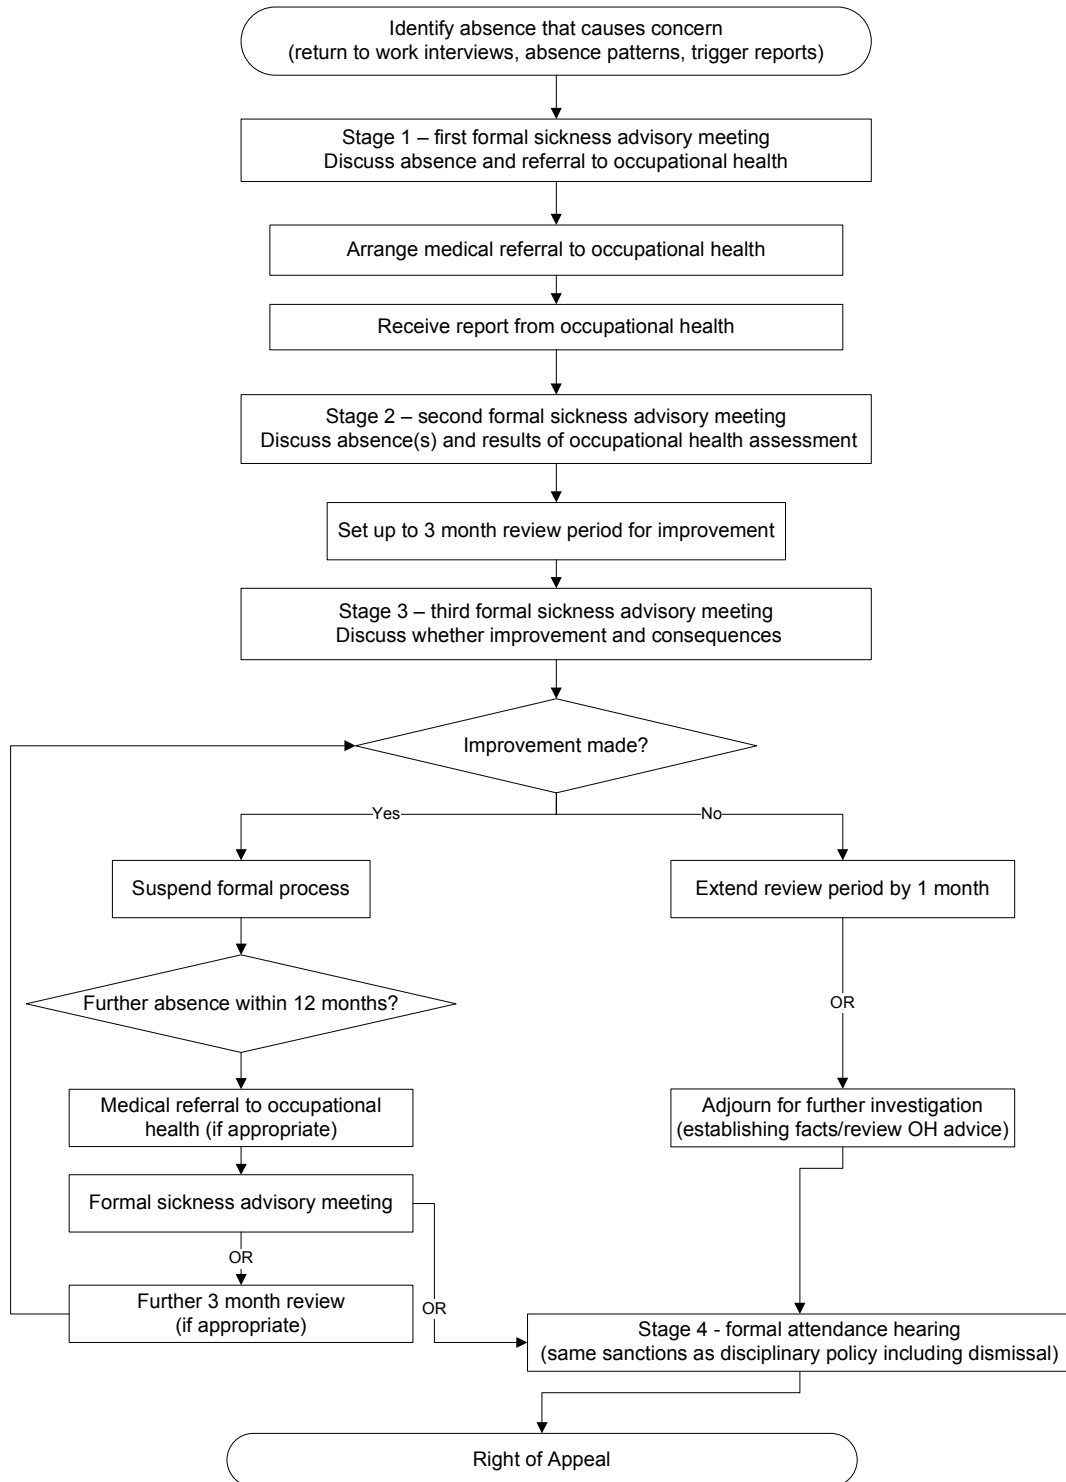 Identify absence that causes concern
(return to work interviews, absence patterns, trigger reports)
Stage 1 – first formal sickness advisory meeting
Discuss absence and referral to occupational health
Arrange medical referral to occupational health
Receive report from occupational health
Stage 2 – second formal sickness advisory meeting
Discuss absence(s) and results of occupational health assessment
Set up to 3 month review period for improvement
Stage 3 – third formal sickness advisory meeting
Discuss whether improvement and consequences
Improvement made?
Yes
No
Suspend formal process
Extend review period by 1 month
Further absence within 12 months?
OR
Medical referral to occupational
health (if appropriate)
Adjourn for further investigation
(establishing facts/review OH advice)
Formal sickness advisory meeting
OR
Further 3 month review
(if appropriate)
OR
Stage 4 - formal attendance hearing
(same sanctions as disciplinary policy including dismissal)
Right of Appeal